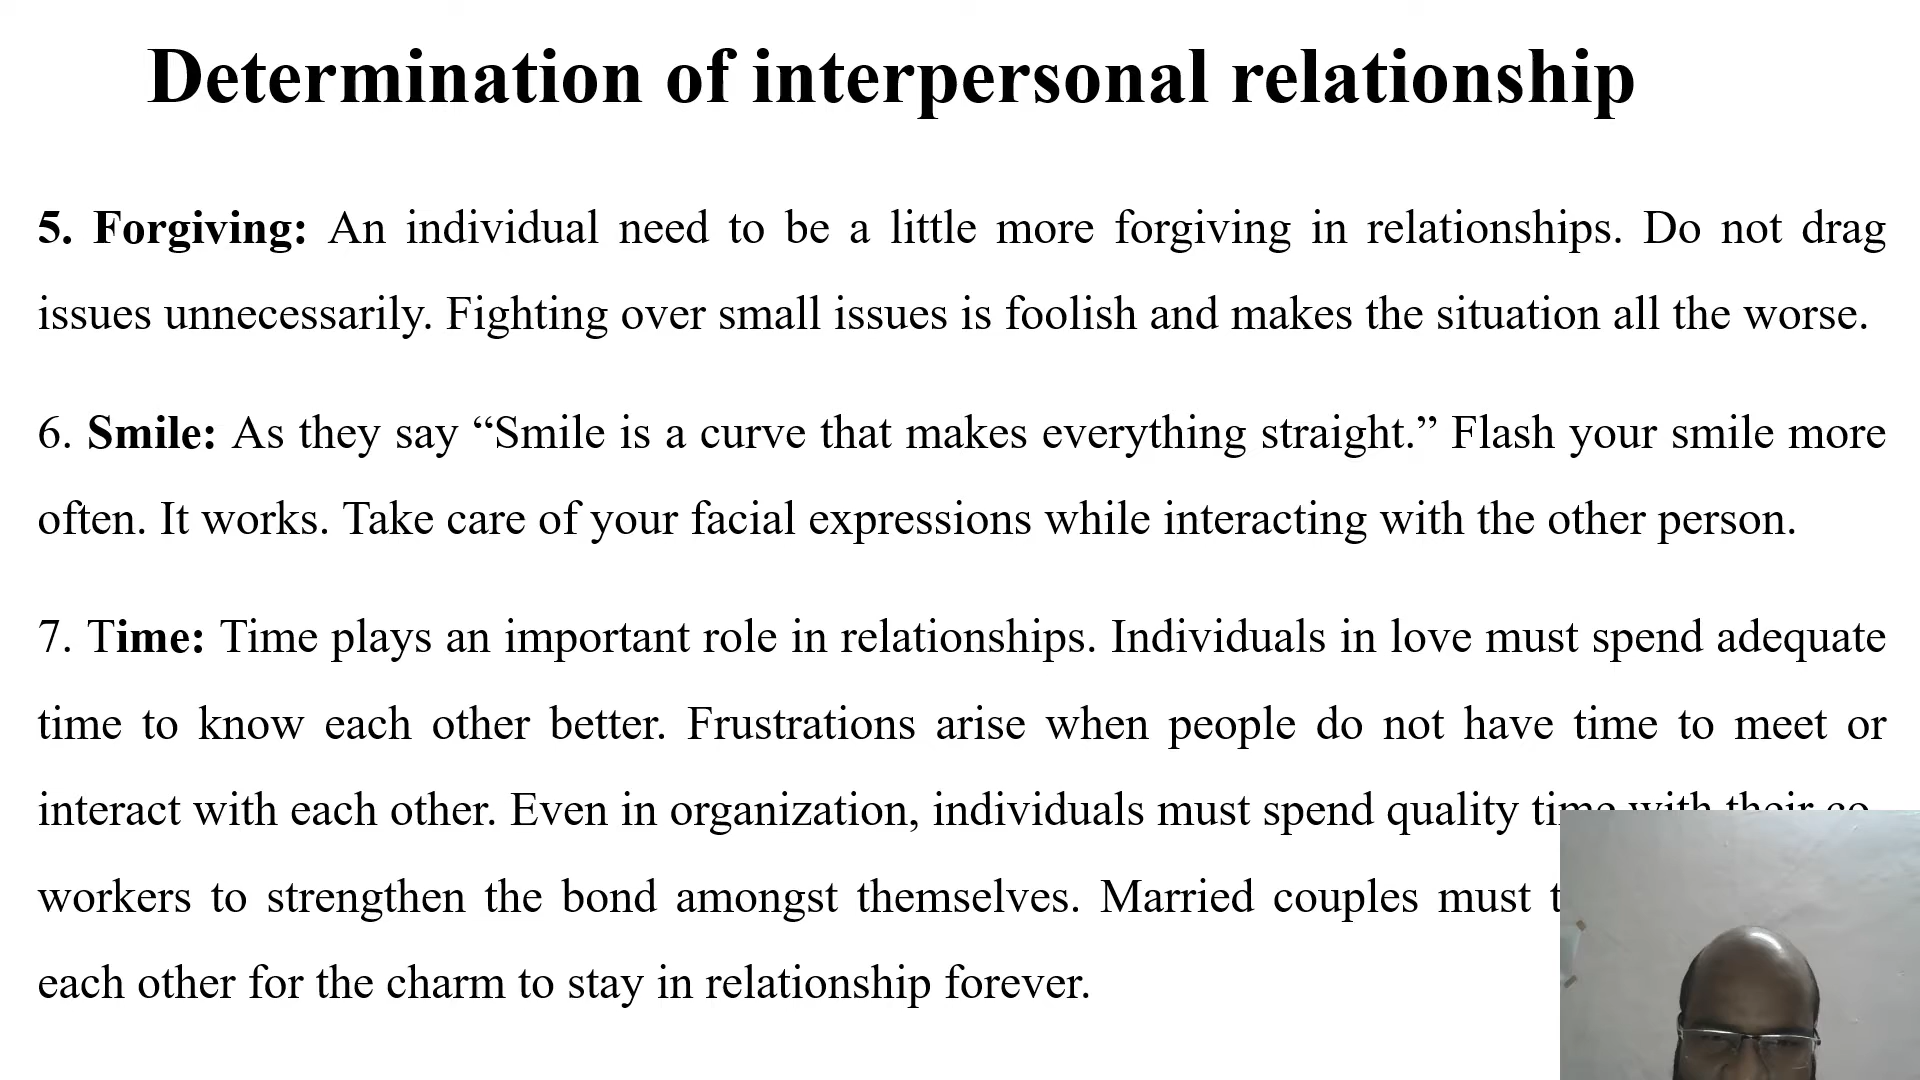 Determination of interpersonal relationship
5. Forgiving: An individual need to be a little more forgiving in relationships. Do not drag
issues unnecessarily. Fighting over small issues is foolish and makes the situation all the worse.
6. Smile: As they say “Smile is a curve that makes everything straight.” Flash your smile more
often. It works. Take care of your facial expressions while interacting with the other person.
7. Time: Time plays an important role in relationships. Individuals in love must spend adequate
time to know each other better. Frustrations arise when people do not have time to meet or
interact with each other. Even in organization, individuals must spend quality time with their co-
workers to strengthen the bond amongst themselves. Married couples must
each other for the charm to stay in relationship forever.